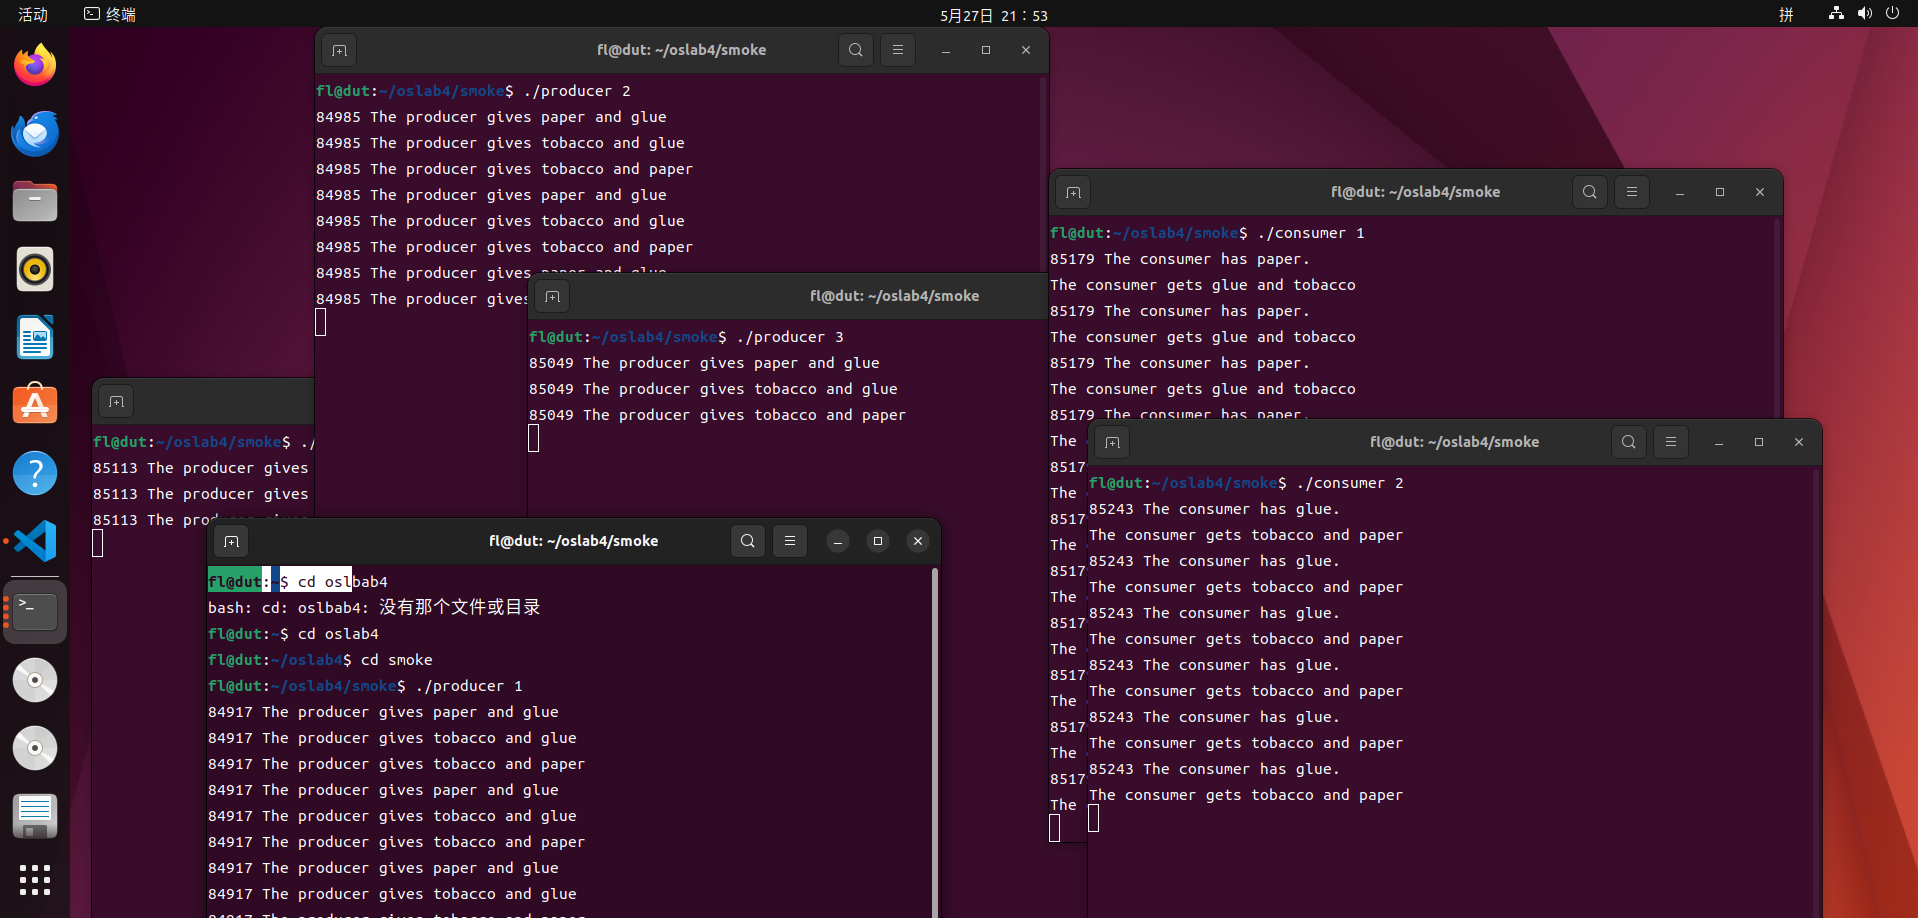 活动
终端
5月27日 21：53
拼
fl@dut: ~/oslab4/smoke
fl@dut:~/oslab4/smoke$ ./producer 2
84985 The producer gives paper and glue
84985 The producer gives tobacco and glue
84985 The producer gives tobacco and paper
84985 The producer gives paper and glue
84985 The producer gives tobacco and glue
84985 The producer gives tobacco and paper
84985 The producer gives paper and glue
84985 The producer gives
fl@dut: ~/oslab4/smoke
fl@dut:~/oslab4/smoke$ ./producer 3
85049 The producer gives paper and glue
85049 The producer gives tobacco and glue
85049 The producer gives tobacco and paper
fl@dut:~/oslab4/smoke$ ./
85113 The producer gives
85113 The producer gives
85113 The producer gives
fl@dut: ~/oslab4/smoke
fl@dut:~$ cd oslbab4
bash: cd: oslbab4: 没有那个文件或目录
fl@dut:~$ cd oslab4
fl@dut:~/oslab4$ cd smoke
fl@dut:~/oslab4/smoke$ ./producer 1
84917 The producer gives paper and glue
84917 The producer gives tobacco and glue
84917 The producer gives tobacco and paper
84917 The producer gives paper and glue
84917 The producer gives tobacco and glue
84917 The producer gives tobacco and paper
84917 The producer gives paper and glue
84917 The producer gives tobacco and glue
84917 The producer gives tobacco and paper
fl@dut: ~/oslab4/smoke
fl@dut:~/oslab4/smoke$ ./consumer 1
85179 The consumer has paper.
The consumer gets glue and tobacco
85179 The consumer has paper.
The consumer gets glue and tobacco
85179 The consumer has paper.
The consumer gets glue and tobacco
85179 The consumer has paper.
The
8517
The
8517
The
8517
The
8517
The
8517
The
8517
The
8517
The
fl@dut: ~/oslab4/smoke
fl@dut:~/oslab4/smoke$ ./consumer 2
85243 The consumer has glue.
The consumer gets tobacco and paper
85243 The consumer has glue.
The consumer gets tobacco and paper
85243 The consumer has glue.
The consumer gets tobacco and paper
85243 The consumer has glue.
The consumer gets tobacco and paper
85243 The consumer has glue.
The consumer gets tobacco and paper
85243 The consumer has glue.
The consumer gets tobacco and paper